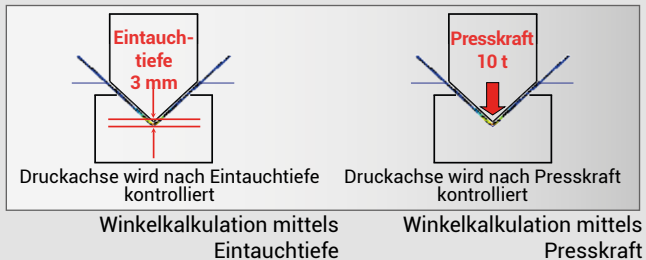 Eintauch-
tiefe
3 mm
Druckachse wird nach Eintauchtiefe
kontrolliert
Winkelkalkulation mittels
Eintauchtiefe
Presskraft
10 t
Druckachse wird nach Presskraft
kontrolliert
Winkelkalkulation mittels
Presskraft